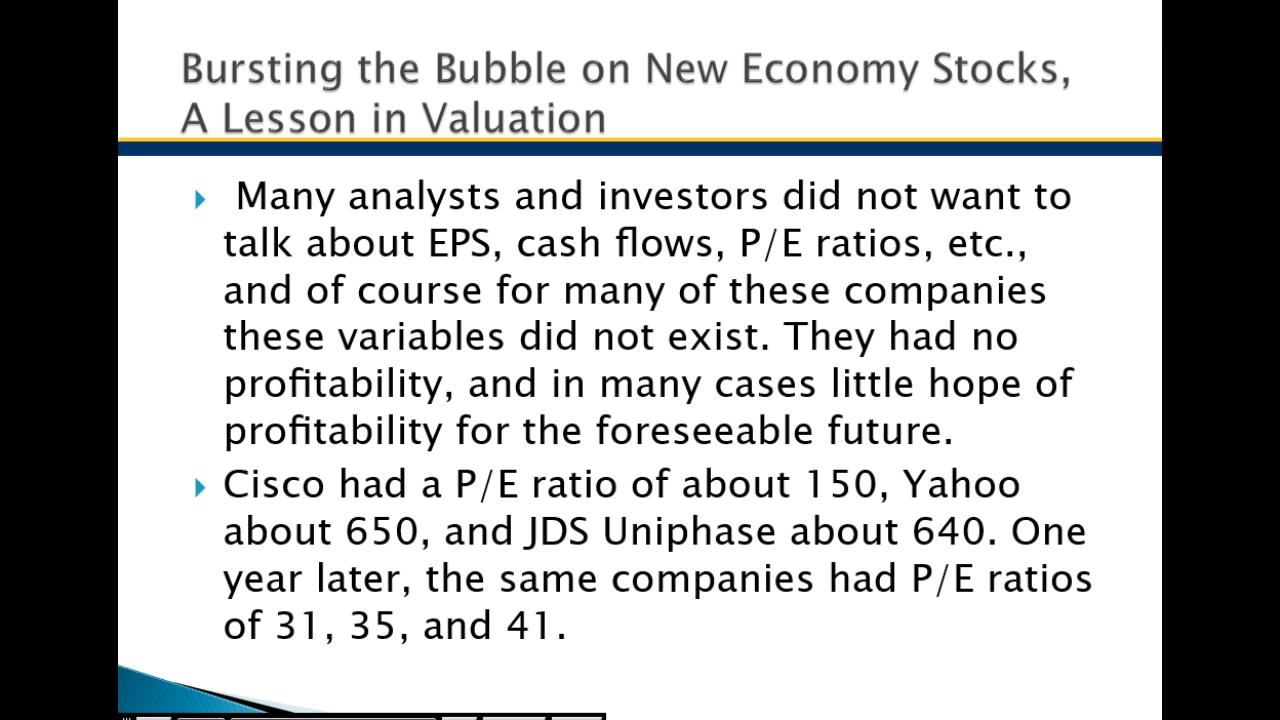 Bursting the Bubble on New Economy Stocks,
A Lesson in Valuation
Many analysts and investors did not want to
talk about EPS, cash flows, P/E ratios, etc.,
and of course for many of these companies
these variables did not exist. They had no
profitability, and in many cases little hope of
profitability for the foreseeable future.
Cisco had a P/E ratio of about 150, Yahoo
about 650, and JDS Uniphase about 640. One
year later, the same companies had P/E ratios
of 31, 35, and 41.